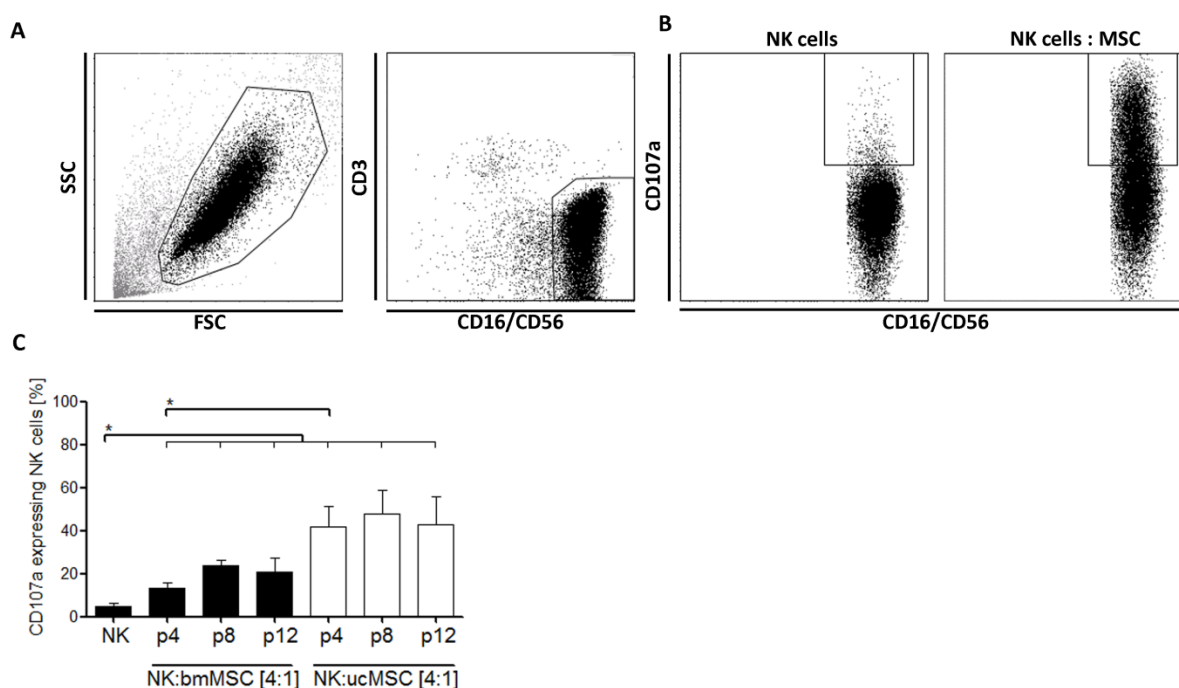 A
B
NK cells
NK cells : MSC
SSC
CD3
CD107a
FSC
CD16/CD56
CD16/CD56
C
CD107a expressing NK cells [%]
100
80
60
40
20
0
*
*
NK p4 p8 p12 p4 p8 p12
NK:bmMSC [4:1] NK:ucMSC [4:1]